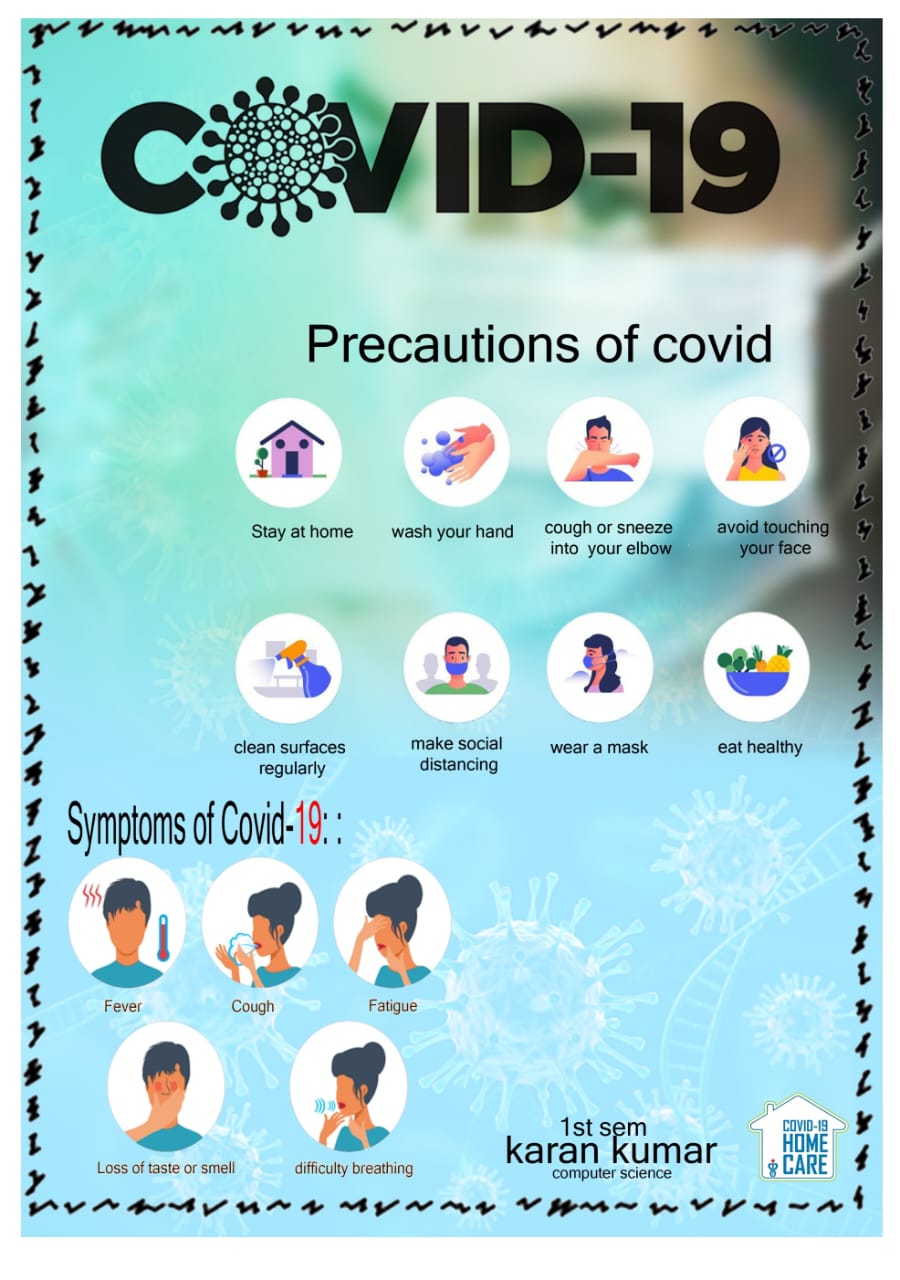 COVID-19
Precautions of covid
Stay at home
wash your hand
cough or sneeze
into your elbow
avoid touching
your face
clean surfaces
regularly
make social
distancing
wear a mask
eat healthy
Symptoms of Covid-19: :
Fever
Cough
Fatigue
Loss of taste or smell
difficulty breathing
1st sem
karan kumar
computer science
COVID-19
HOME
CARE